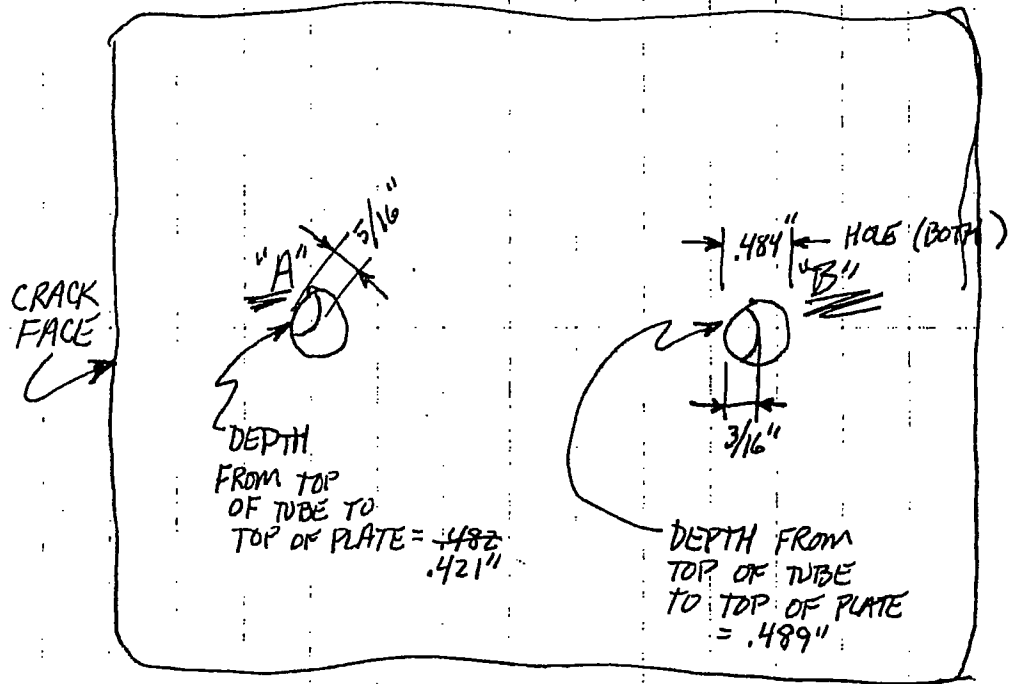 5/16"
"A"
.484" HOLE (BOTH)
"B"
CRACK
FACE
3/16"
DEPTH
FROM TOP
OF TUBE TO
TOP OF PLATE = .482
.421"
DEPTH FROM
TOP OF TUBE
TO TOP OF PLATE
= .489"